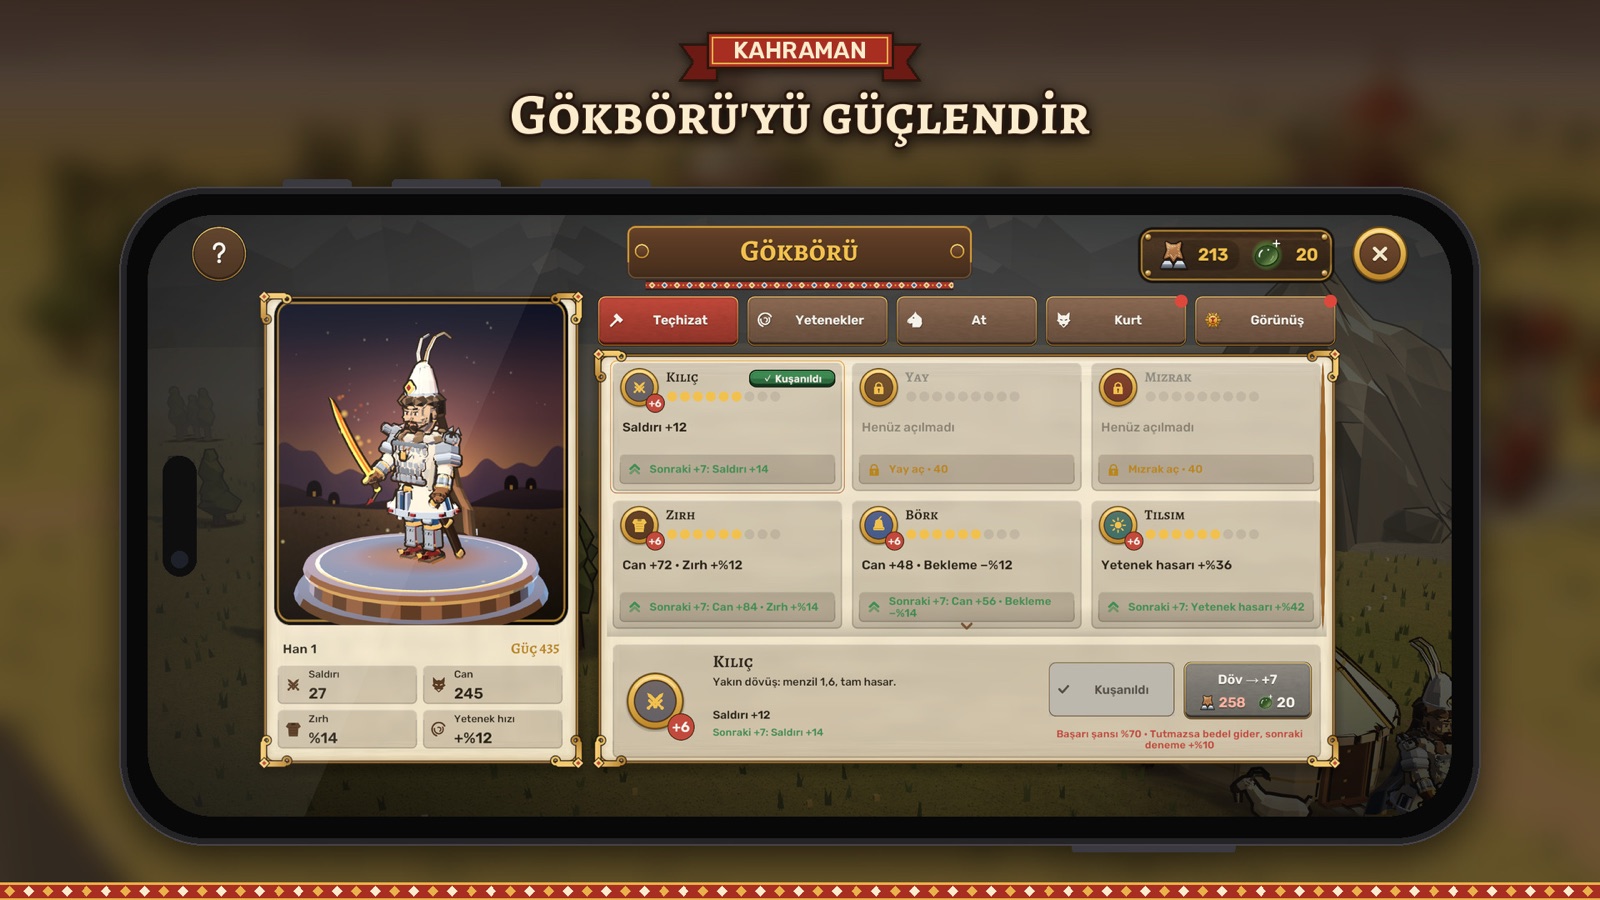 KAHRAMAN
GÖKBÖRÜ'YÜ GÜÇLENDİR
?
GÖKBÖRÜ
213
20
Teçhizat
Yetenekler
At
Kurt
Görünüş
KILIÇ
✓ Kuşanıldı
+6
Saldırı +12
Sonraki +7: Saldırı +14
YAY
Henüz açılmadı
Yay aç • 40
MIZRAK
Henüz açılmadı
Mızrak aç • 40
ZIRH
+6
Can +72 • Zırh +%12
Sonraki +7: Can +84 • Zırh +%14
BÖRK
+6
Can +48 • Bekleme −%12
Sonraki +7: Can +56 • Bekleme
−%14
TILSIM
+6
Yetenek hasarı +%36
Sonraki +7: Yetenek hasarı +%42
Han 1
Güç 435
Saldırı
27
Can
245
Zırh
%14
Yetenek hızı
+%12
KILIÇ
Yakın dövüş: menzil 1,6, tam hasar.
+6
Saldırı +12
Sonraki +7: Saldırı +14
Kuşanıldı
Döv → +7
258
20
Başarı şansı %70 • Tutmazsa bedel gider, sonraki
deneme +%10